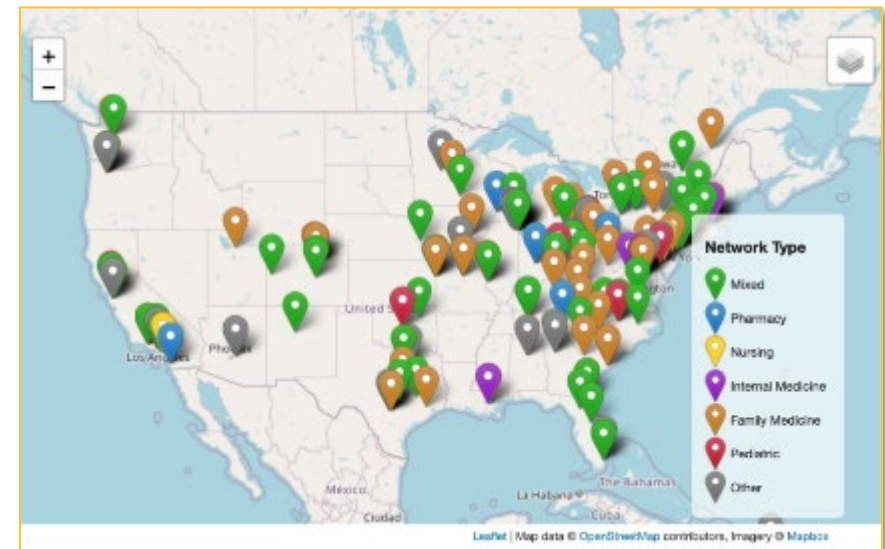 +
−
Network Type
Mixed
Pharmacy
Nursing
Internal Medicine
Family Medicine
Pediatric
Other
United
Los Angeles
México
Ciudad
La Habana
Cuba
The Bahamas
Leaflet | Map data © OpenStreetMap contributors, Imagery © Mapbox